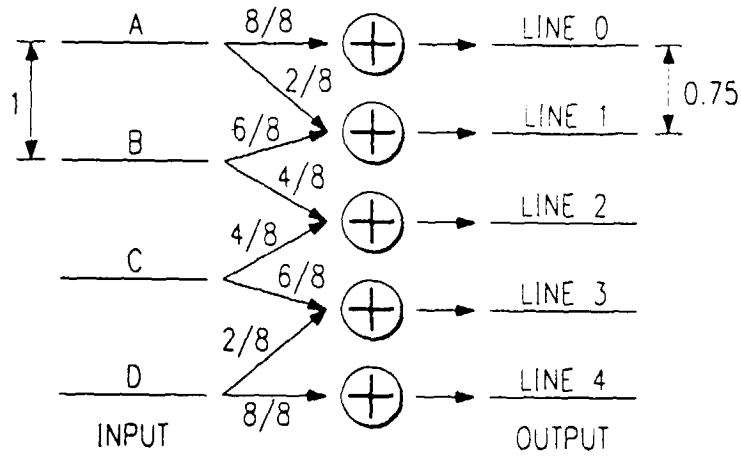 A 8/8 LINE 0
2/8 0.75
1 6/8 LINE 1
B
4/8 LINE 2
4/8
C 6/8 LINE 3
2/8
D LINE 4
8/8
INPUT OUTPUT